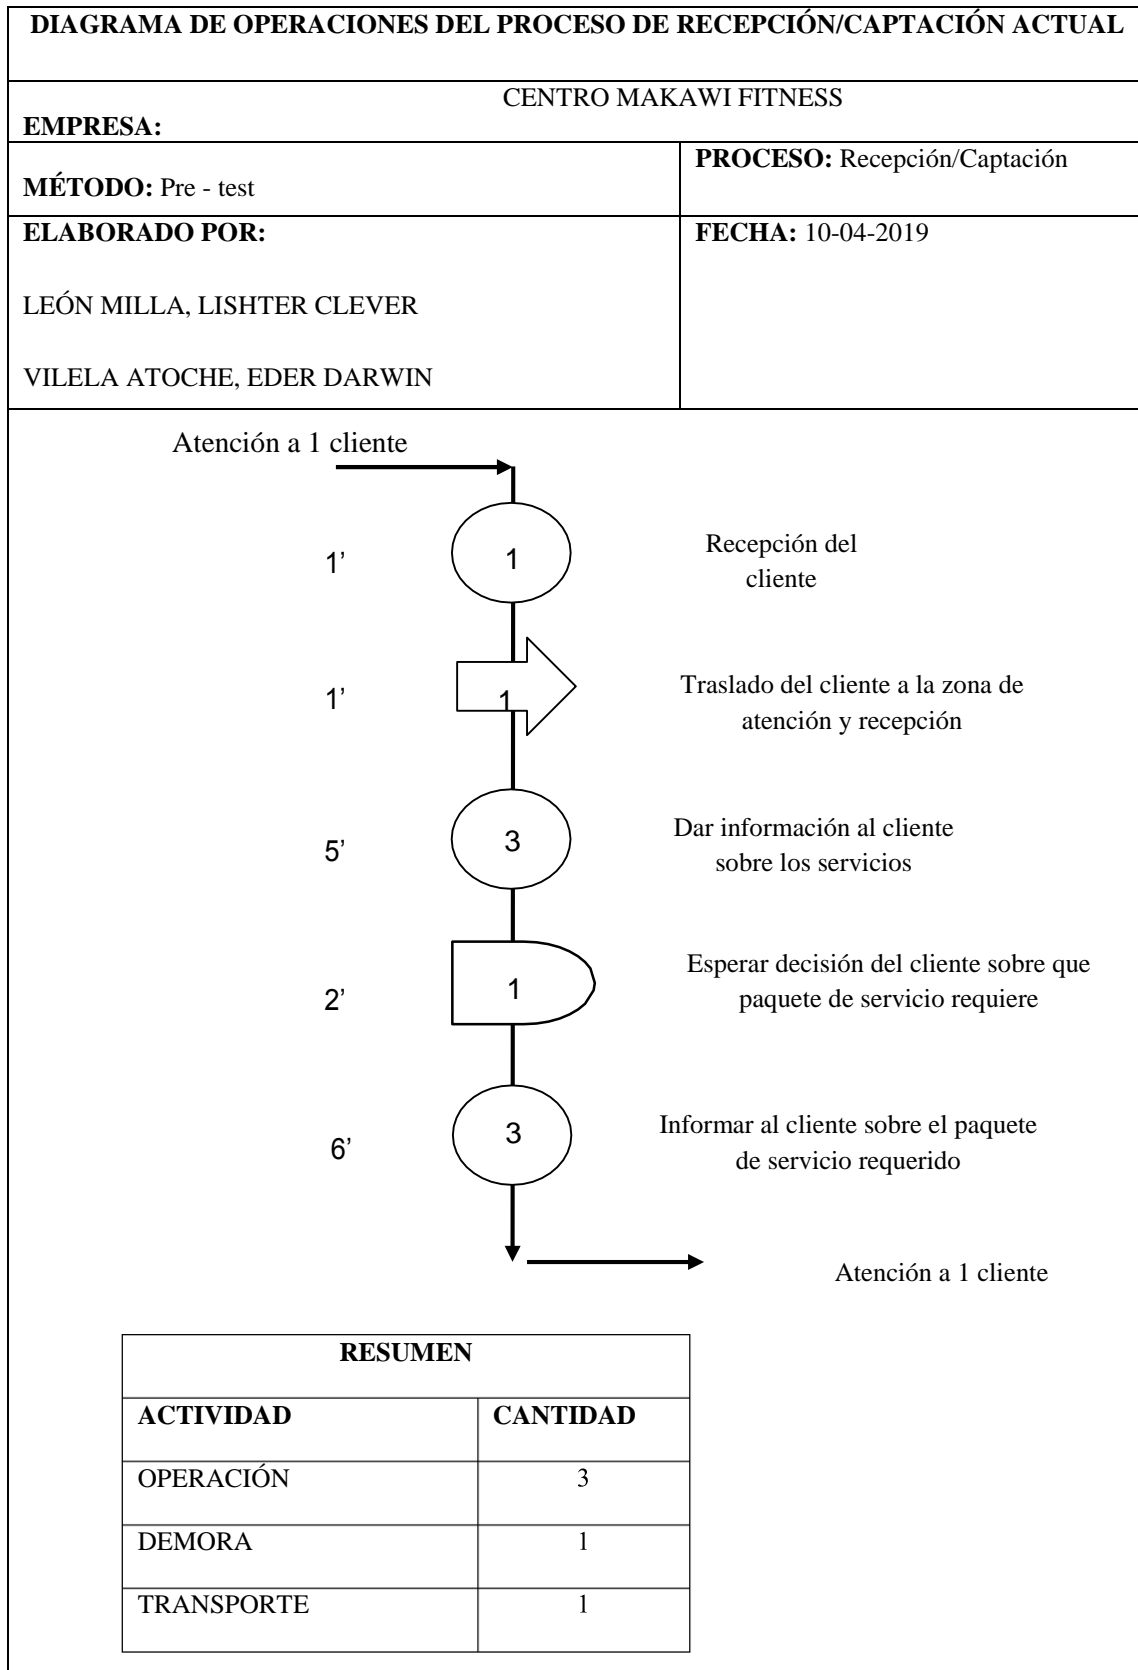 DIAGRAMA DE OPERACIONES DEL PROCESO DE RECEPCIÓN/CAPTACIÓN ACTUAL
CENTRO MAKAWI FITNESS
EMPRESA:
MÉTODO: Pre - test
PROCESO: Recepción/Captación
ELABORADO POR:
LEÓN MILLA, LISHTER CLEVER
VILELA ATOCHE, EDER DARWIN
FECHA: 10-04-2019
Atención a 1 cliente
1’
1
Recepción del
cliente
1’
1
Traslado del cliente a la zona de
atención y recepción
5’
3
Dar información al cliente
sobre los servicios
2’
1
Esperar decisión del cliente sobre que
paquete de servicio requiere
6’
3
Informar al cliente sobre el paquete
de servicio requerido
Atención a 1 cliente
RESUMEN
ACTIVIDAD CANTIDAD
OPERACIÓN 3
DEMORA 1
TRANSPORTE 1